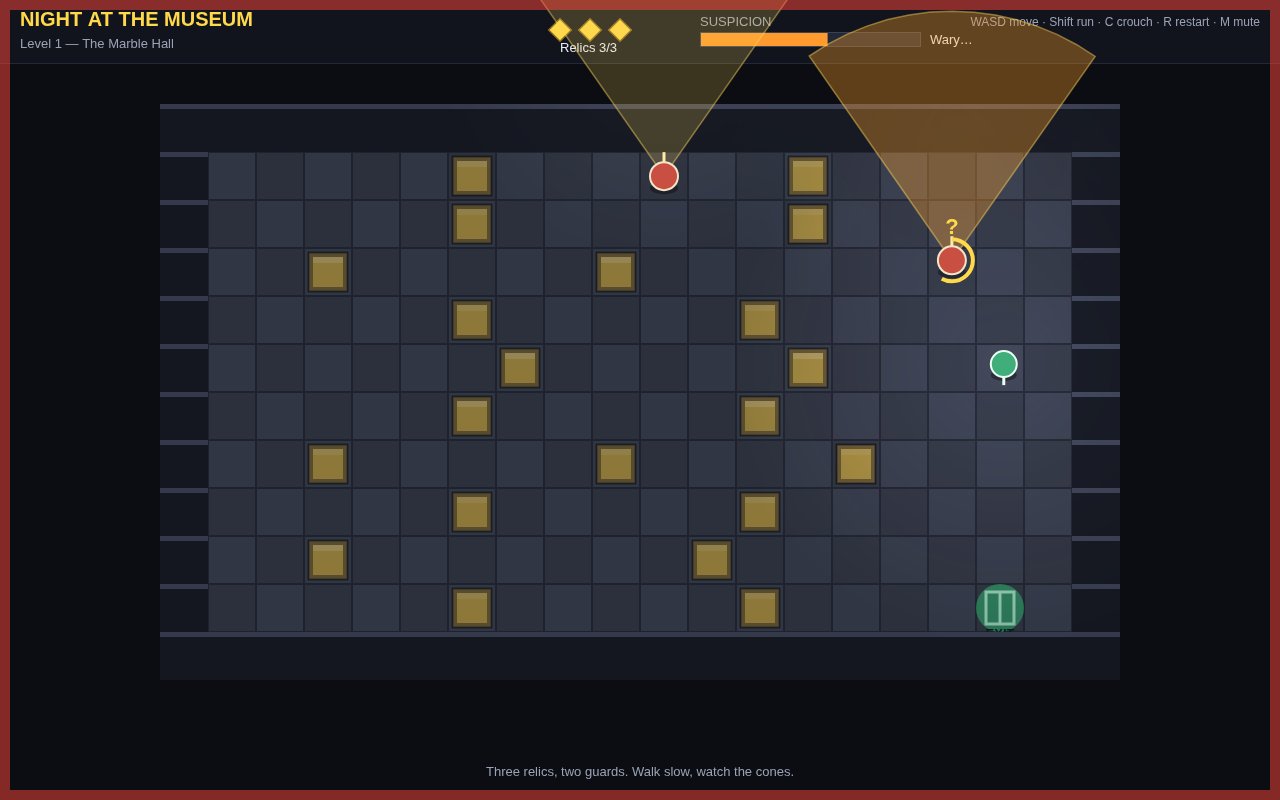 NIGHT AT THE MUSEUM
Level 1 — The Marble Hall
Relics 3/3
SUSPICION
Wary…
WASD move · Shift run · C crouch · R restart · M mute
?
Three relics, two guards. Walk slow, watch the cones.